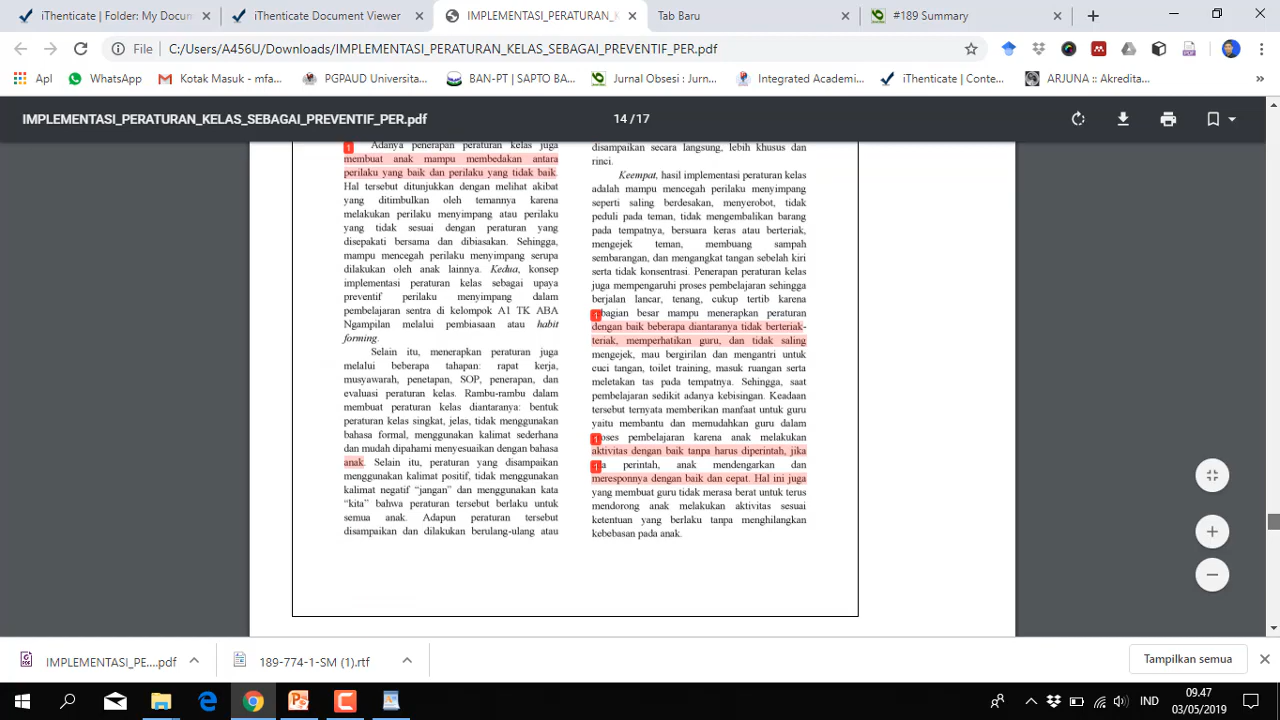 iThenticate | Folder: My Docum
iThenticate Document Viewer
IMPLEMENTASI_PERATURAN_K
Tab Baru
#189 Summary
File
C:/Users/A456U/Downloads/IMPLEMENTASI_PERATURAN_KELAS_SEBAGAI_PREVENTIF_PER.pdf
Apl
WhatsApp
Kotak Masuk - mfa...
PGPAUD Universita...
BAN-PT | SAPTO BA...
Jurnal Obsesi : Jurn...
Integrated Academi...
iThenticate | Conte...
ARJUNA :: Akredita...
IMPLEMENTASI_PERATURAN_KELAS_SEBAGAI_PREVENTIF_PER.pdf
14 / 17
1
Adanya penerapan peraturan kelas juga
membuat anak mampu membedakan antara
perilaku yang baik dan perilaku yang tidak baik.
Hal tersebut ditunjukkan dengan melihat akibat
yang ditimbulkan oleh temannya karena
melakukan perilaku menyimpang atau perilaku
yang tidak sesuai dengan peraturan yang
disepakati bersama dan dibiasakan. Sehingga,
mampu mencegah perilaku menyimpang serupa
dilakukan oleh anak lainnya. Kedua, konsep
implementasi peraturan kelas sebagai upaya
preventif perilaku menyimpang dalam
pembelajaran sentra di kelompok A1 TK ABA
Ngampilan melalui pembiasaan atau habit
forming.
Selain itu, menerapkan peraturan juga
melalui beberapa tahapan: rapat kerja,
musyawarah, penetapan, SOP, penerapan, dan
evaluasi peraturan kelas. Rambu-rambu dalam
membuat peraturan kelas diantaranya: bentuk
peraturan kelas singkat, jelas, tidak menggunakan
bahasa formal, menggunakan kalimat sederhana
dan mudah dipahami menyesuaikan dengan bahasa
anak. Selain itu, peraturan yang disampaikan
menggunakan kalimat positif, tidak menggunakan
kalimat negatif “jangan” dan menggunakan kata
“kita” bahwa peraturan tersebut berlaku untuk
semua anak. Adapun peraturan tersebut
disampaikan dan dilakukan berulang-ulang atau
disampaikan secara langsung, lebih khusus dan
rinci.
Keempat, hasil implementasi peraturan kelas
adalah mampu mencegah perilaku menyimpang
seperti saling berdesakan, menyerobot, tidak
peduli pada teman, tidak mengembalikan barang
pada tempatnya, bersuara keras atau berteriak,
mengejek teman, membuang sampah
sembarangan, dan mengangkat tangan sebelah kiri
serta tidak konsentrasi. Penerapan peraturan kelas
juga mempengaruhi proses pembelajaran sehingga
berjalan lancar, tenang, cukup tertib karena
1
bagian besar mampu menerapkan peraturan
dengan baik beberapa diantaranya tidak berteriak-
teriak, memperhatikan guru, dan tidak saling
mengejek, mau bergirilan dan mengantri untuk
cuci tangan, toilet training, masuk ruangan serta
meletakan tas pada tempatnya. Sehingga, saat
pembelajaran sedikit adanya kebisingan. Keadaan
tersebut ternyata memberikan manfaat untuk guru
yaitu membantu dan memudahkan guru dalam
1
oses pembelajaran karena anak melakukan
aktivitas dengan baik tanpa harus diperintah, jika
1
perintah, anak mendengarkan dan
meresponnya dengan baik dan cepat. Hal ini juga
yang membuat guru tidak merasa berat untuk terus
mendorong anak melakukan aktivitas sesuai
ketentuan yang berlaku tanpa menghilangkan
kebebasan pada anak.
IMPLEMENTASI_PE....pdf
189-774-1-SM (1).rtf
Tampilkan semua
IND
09.47
03/05/2019